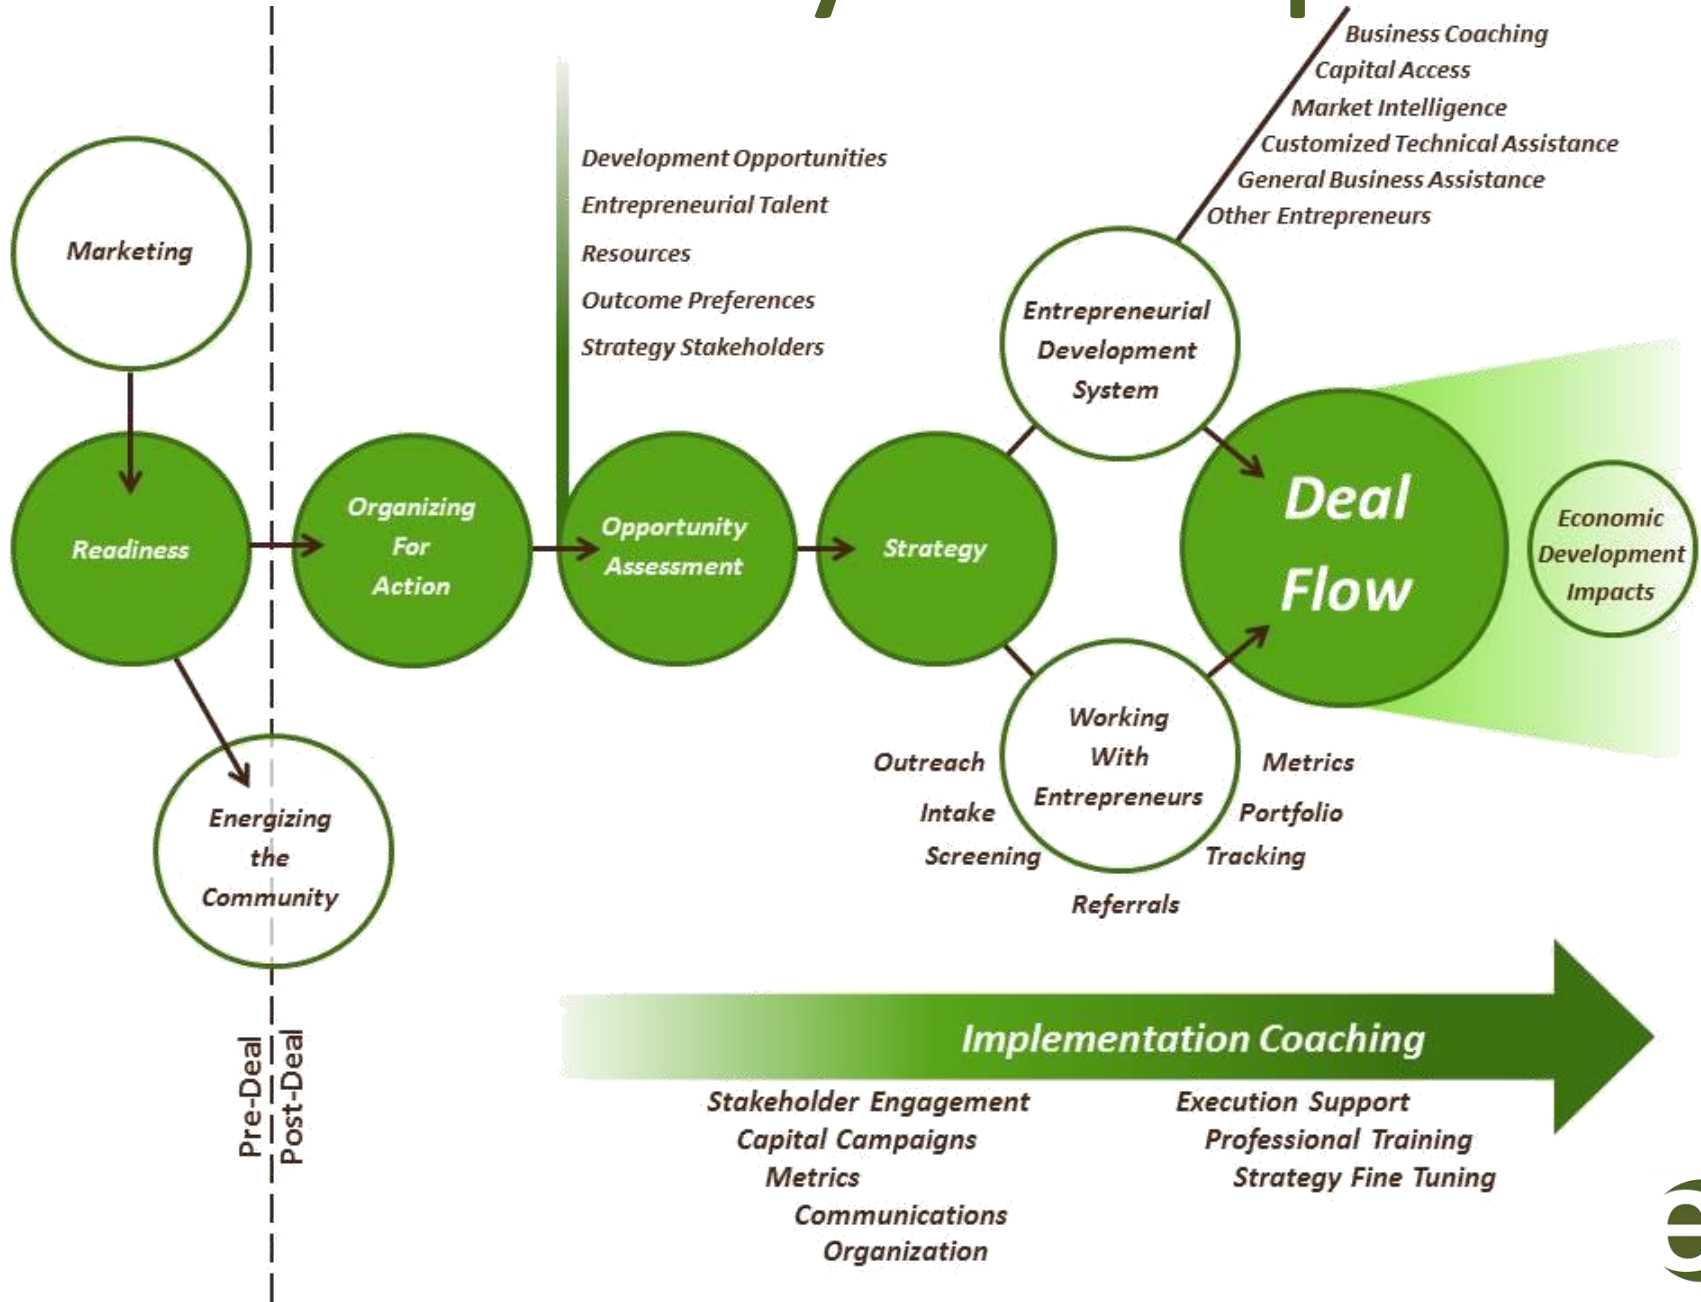 Business Coaching
Capital Access
Market Intelligence
Customized Technical Assistance
General Business Assistance
Other Entrepreneurs
Marketing
Development Opportunities
Entrepreneurial Talent
Resources
Outcome Preferences
Strategy Stakeholders
Entrepreneurial
Development
System
Readiness
Organizing
For
Action
Opportunity
Assessment
Strategy
Deal
Flow
Economic
Development
Impacts
Energizing
the
Community
Working
With
Entrepreneurs
Outreach
Intake
Screening
Referrals
Metrics
Portfolio
Tracking
Pre-Deal
Post-Deal
Implementation Coaching
Stakeholder Engagement
Capital Campaigns
Metrics
Communications
Organization
Execution Support
Professional Training
Strategy Fine Tuning
e